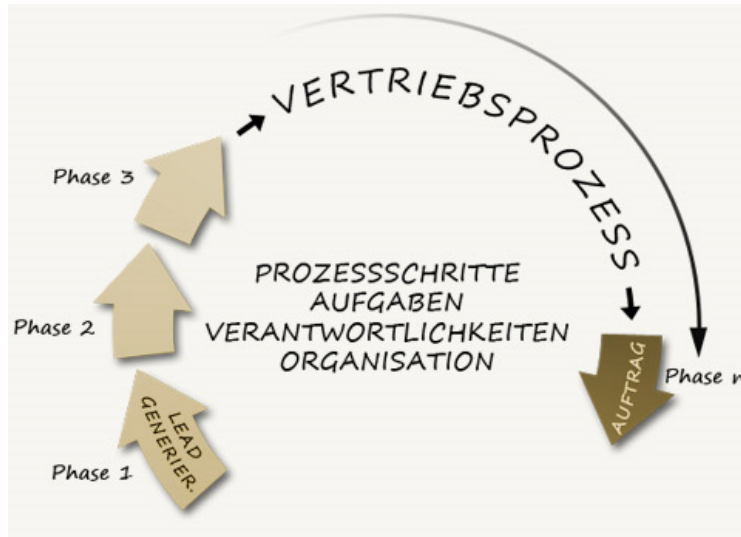 VERTRIEBSPROZESS
Phase 3
PROZESSSCHRITTE
AUFGABEN
Phase 2
VERANTWORTLICHKEITEN
ORGANISATION
AUFTRAG
Phase n
LEAD
GENERIER.
Phase 1